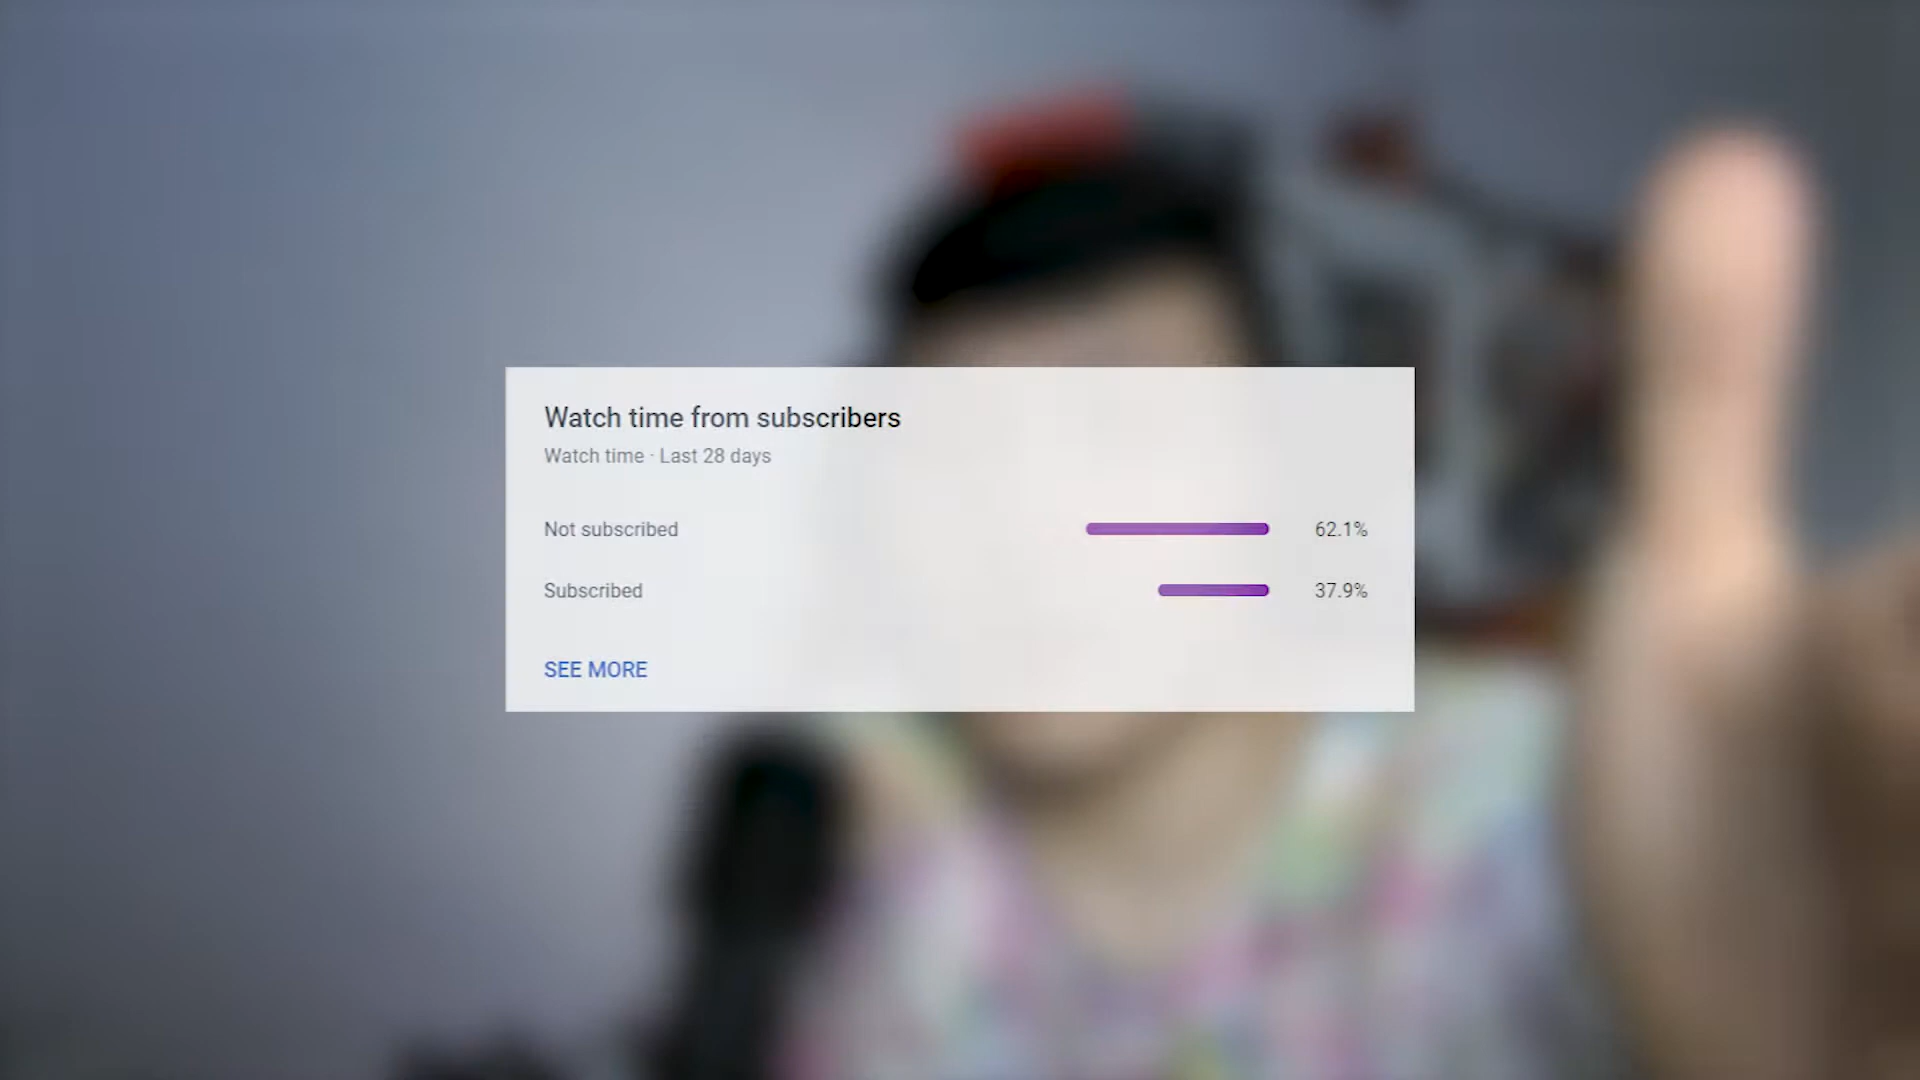 Watch time from subscribers
Watch time · Last 28 days
Not subscribed 62.1%
Subscribed 37.9%
SEE MORE